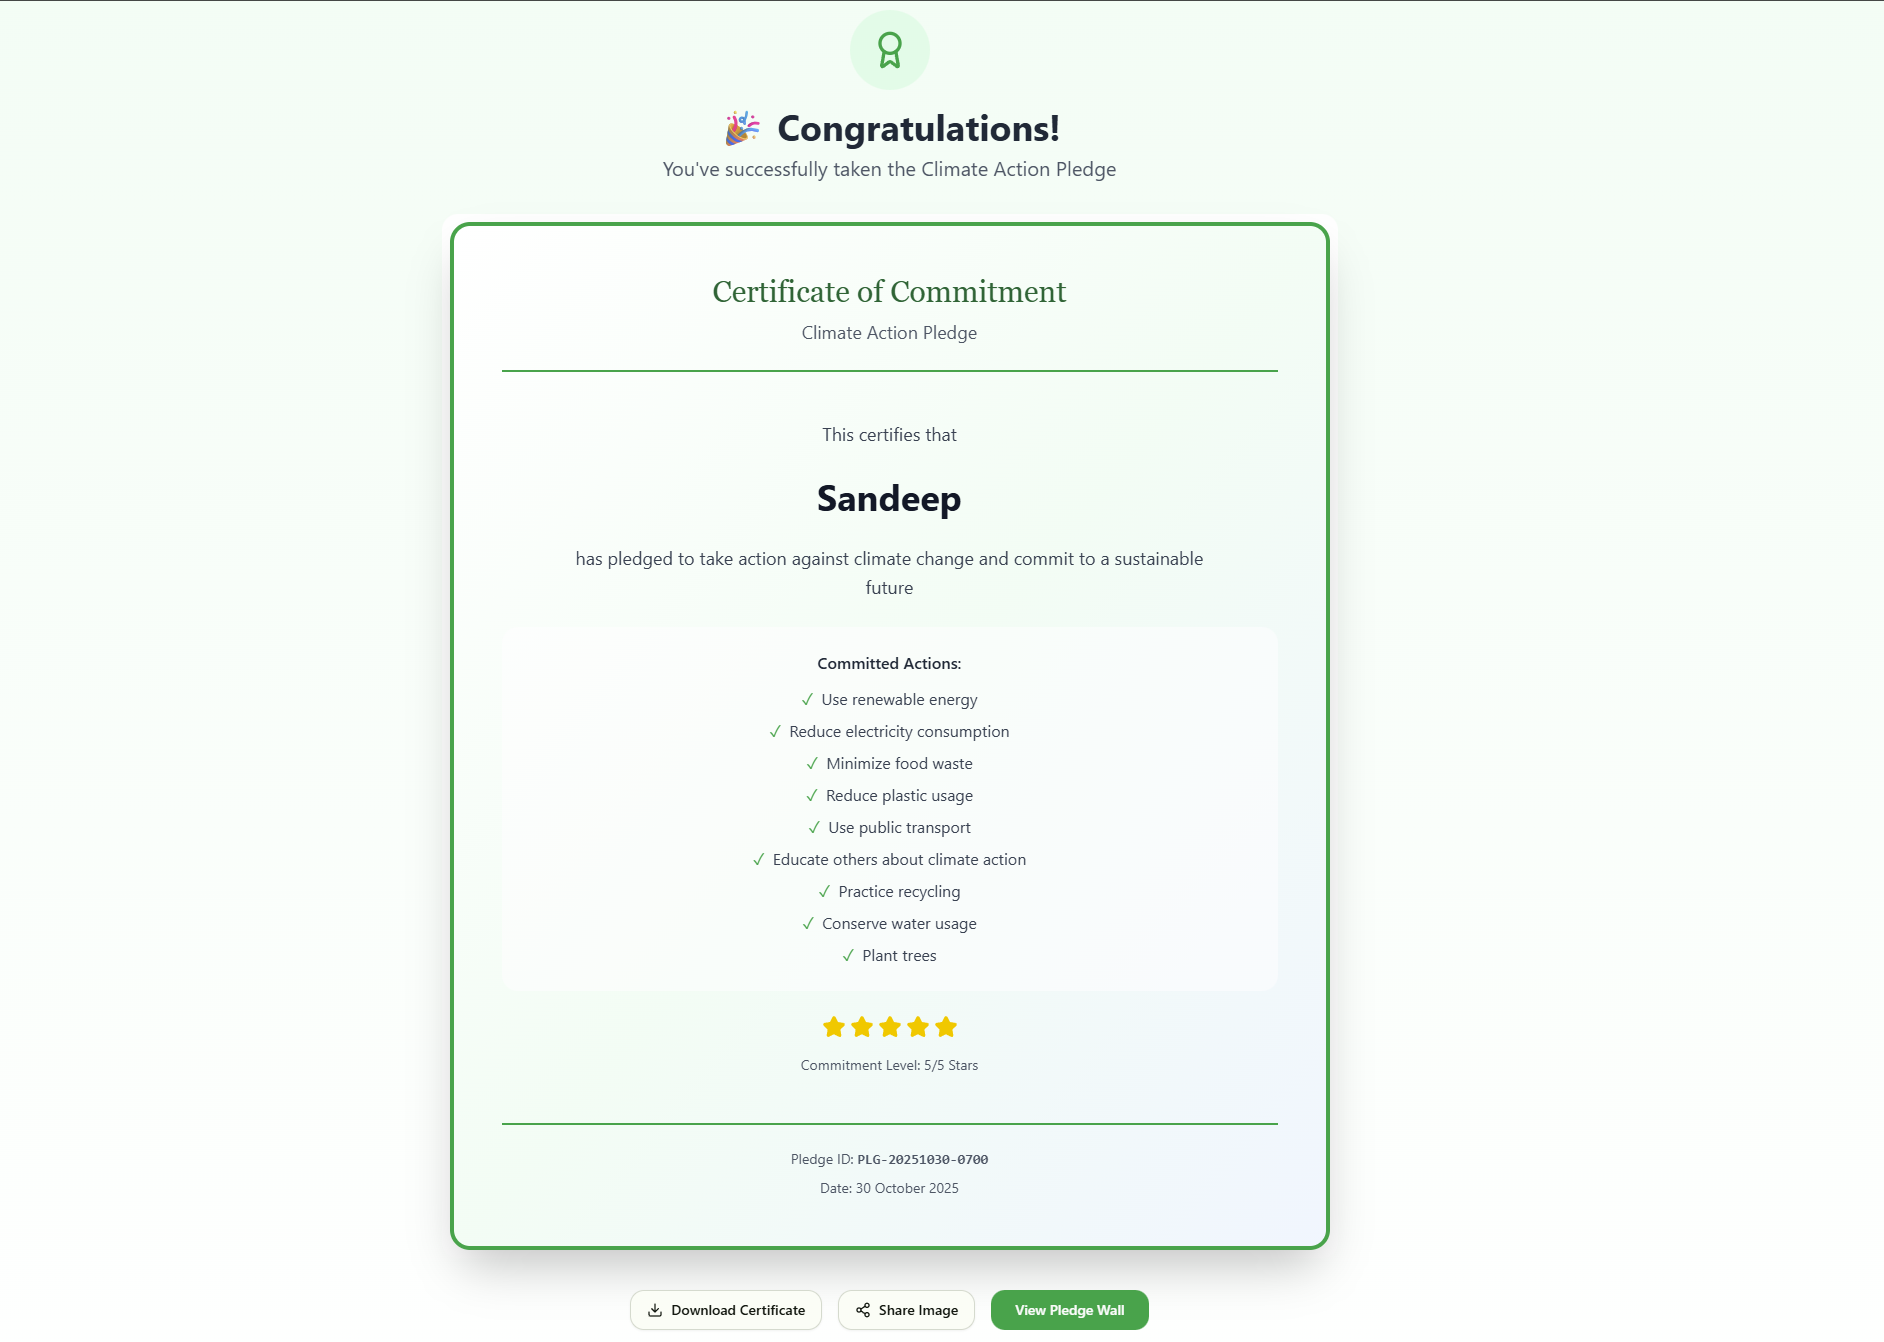 🎉 Congratulations!
You've successfully taken the Climate Action Pledge
Certificate of Commitment
Climate Action Pledge
This certifies that
Sandeep
has pledged to take action against climate change and commit to a sustainable
future
Committed Actions:
✓ Use renewable energy
✓ Reduce electricity consumption
✓ Minimize food waste
✓ Reduce plastic usage
✓ Use public transport
✓ Educate others about climate action
✓ Practice recycling
✓ Conserve water usage
✓ Plant trees
Commitment Level: 5/5 Stars
Pledge ID: PLG-20251030-0700
Date: 30 October 2025
Download Certificate
Share Image
View Pledge Wall